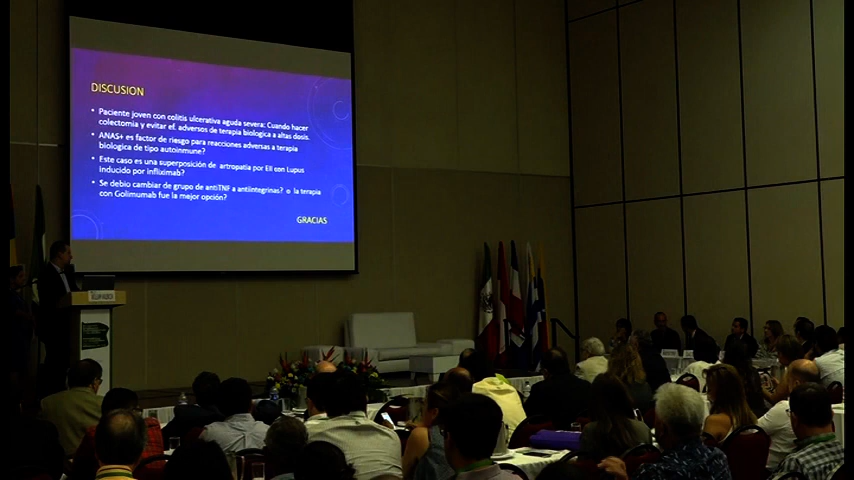 DISCUSION
• Paciente joven con colitis ulcerativa aguda severa: Cuando hacer
colectomia y evitar ef. adversos de terapia biologica a altas dosis.
• ANAS+ es factor de riesgo para reacciones adversas a terapia
biologica de tipo autoinmune?
• Este caso es una superposición de artropatia por EII con Lupus
inducido por infliximab?
• Se debio cambiar de grupo de antiTNF a antiintegrinas? o la terapia
con Golimumab fue la mejor opción?
GRACIAS